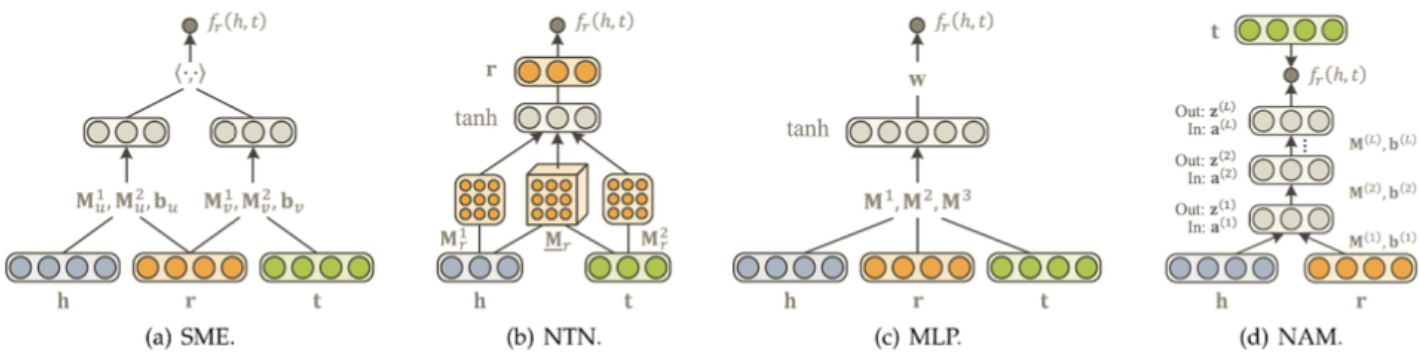 f_r(h, t)
⟨·,·⟩
M_u^1, M_u^2, b_u
M_v^1, M_v^2, b_v
h
r
t
(a) SME.
f_r(h, t)
r
tanh
M_r^1
M_r
M_r^2
h
t
(b) NTN.
f_r(h, t)
w
tanh
M^1, M^2, M^3
h
r
t
(c) MLP.
t
f_r(h, t)
Out: z^(L)
In: a^(L)
⋮
M^(L), b^(L)
Out: z^(2)
In: a^(2)
M^(2), b^(2)
Out: z^(1)
In: a^(1)
M^(1), b^(1)
h
r
(d) NAM.